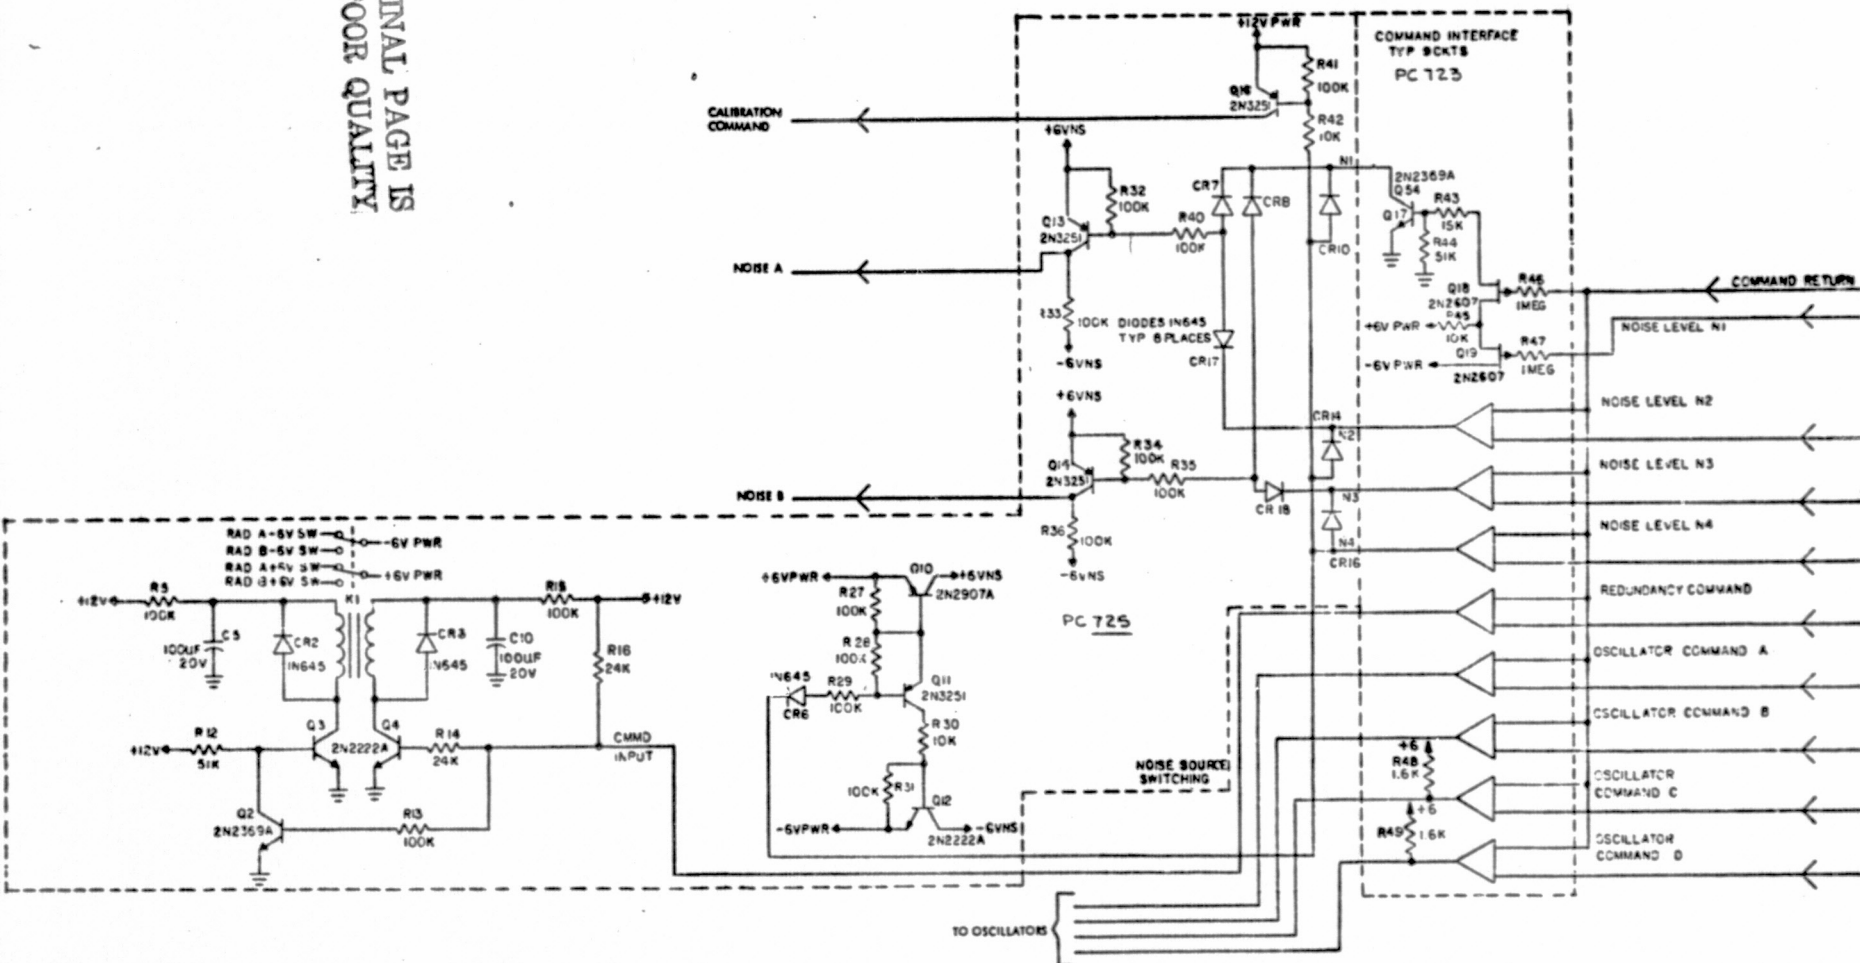 INAL PAGE IS
OOR QUALITY
+12V PWR
COMMAND INTERFACE
TYP 9CKTS
PC 723
R41
100K
2N3251
R42
10K
CALIBRATION
COMMAND
+6VNS
R32
100K
Q13
2N3251
R40
100K
CR7
CR8
N1
CR10
2N2369A
Q54
Q17
R43
15K
R44
51K
NOISE A
R33
100K
-6VNS
DIODES IN645
TYP 8 PLACES
CR17
Q18
2N2607
R46
1MEG
COMMAND RETURN
+6V PWR
R45
10K
NOISE LEVEL N1
Q19
R47
1MEG
-6V PWR
2N2607
+6VNS
R34
100K
Q14
2N3251
R35
100K
CR14
N2
NOISE LEVEL N2
NOISE LEVEL N3
NOISE B
CR18
N3
R36
100K
-6VNS
N4
CR16
NOISE LEVEL N4
RAD A-6V SW
RAD B-6V SW
-6V PWR
RAD A+6V SW
RAD B+6V SW
+6V PWR
K1
+12V
R5
100K
100UF
20V
CR2
IN645
CR3
IN645
C10
100UF
20V
100K
+12V
R16
24K
+6VPWR
Q10
+6VNS
2N2907A
R27
100K
R28
100K
PC 725
REDUNDANCY COMMAND
OSCILLATOR COMMAND A
IN645
CR6
R29
100K
Q11
2N3251
R30
10K
Q3
Q4
2N2222A
+12V
R12
51K
R14
24K
CMMD
INPUT
NOISE SOURCE
SWITCHING
OSCILLATOR COMMAND B
+6
R48
1.6K
OSCILLATOR
COMMAND C
Q2
2N2369A
R13
100K
100K
R31
Q12
-6VPWR
-6VNS
2N2222A
+6
R49
1.6K
OSCILLATOR
COMMAND D
TO OSCILLATORS